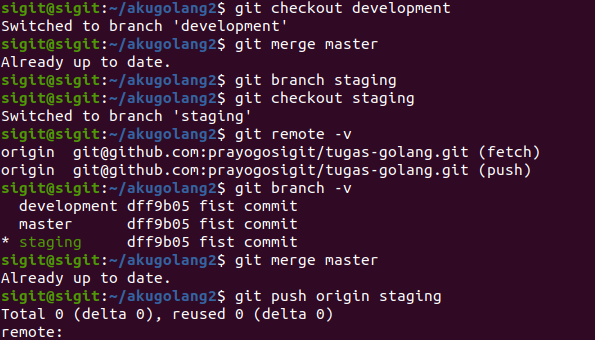 sigit@sigit:~/akugolang2$ git checkout development
Switched to branch 'development'
sigit@sigit:~/akugolang2$ git merge master
Already up to date.
sigit@sigit:~/akugolang2$ git branch staging
sigit@sigit:~/akugolang2$ git checkout staging
Switched to branch 'staging'
sigit@sigit:~/akugolang2$ git remote -v
origin  git@github.com:prayogosigit/tugas-golang.git (fetch)
origin  git@github.com:prayogosigit/tugas-golang.git (push)
sigit@sigit:~/akugolang2$ git branch -v
  development dff9b05 fist commit
  master      dff9b05 fist commit
* staging     dff9b05 fist commit
sigit@sigit:~/akugolang2$ git merge master
Already up to date.
sigit@sigit:~/akugolang2$ git push origin staging
Total 0 (delta 0), reused 0 (delta 0)
remote: